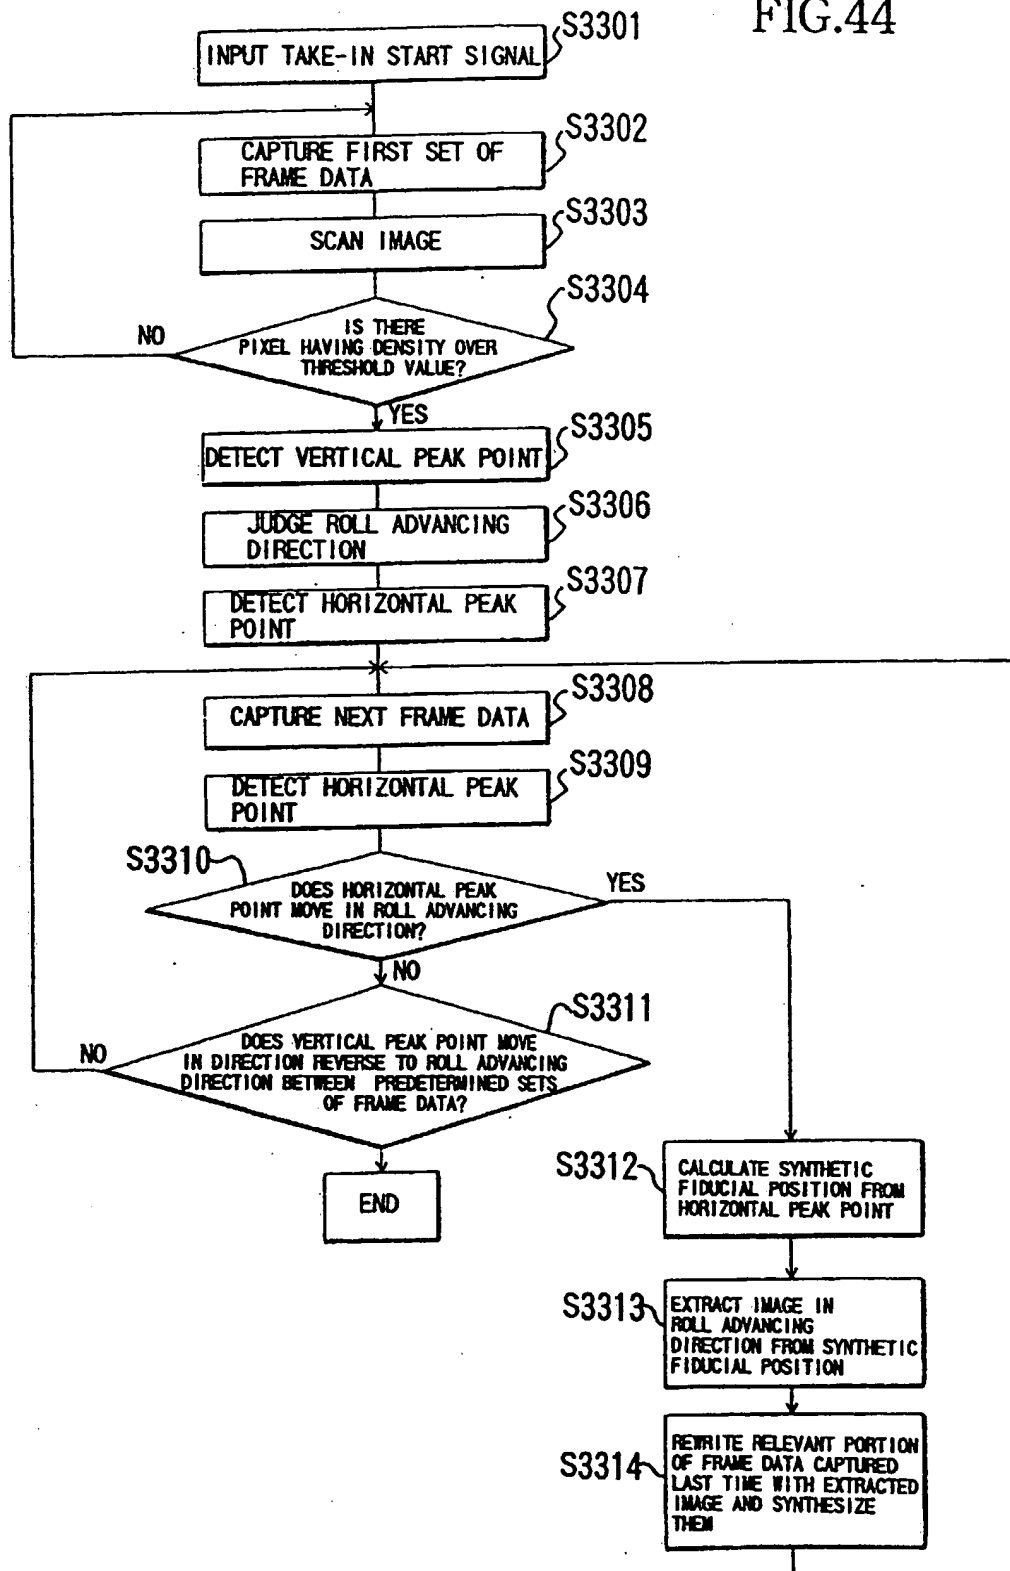 FIG.44
S3301
INPUT TAKE-IN START SIGNAL
S3302
CAPTURE FIRST SET OF
FRAME DATA
S3303
SCAN IMAGE
S3304
IS THERE
PIXEL HAVING DENSITY OVER
THRESHOLD VALUE?
NO
YES
S3305
DETECT VERTICAL PEAK POINT
S3306
JUDGE ROLL ADVANCING
DIRECTION
S3307
DETECT HORIZONTAL PEAK
POINT
S3308
CAPTURE NEXT FRAME DATA
S3309
DETECT HORIZONTAL PEAK
POINT
S3310
DOES HORIZONTAL PEAK
POINT MOVE IN ROLL ADVANCING
DIRECTION?
YES
NO
S3311
DOES VERTICAL PEAK POINT MOVE
IN DIRECTION REVERSE TO ROLL ADVANCING
DIRECTION BETWEEN PREDETERMINED SETS
OF FRAME DATA?
NO
END
S3312
CALCULATE SYNTHETIC
FIDUCIAL POSITION FROM
HORIZONTAL PEAK POINT
S3313
EXTRACT IMAGE IN
ROLL ADVANCING
DIRECTION FROM SYNTHETIC
FIDUCIAL POSITION
S3314
REWRITE RELEVANT PORTION
OF FRAME DATA CAPTURED
LAST TIME WITH EXTRACTED
IMAGE AND SYNTHESIZE
THEM